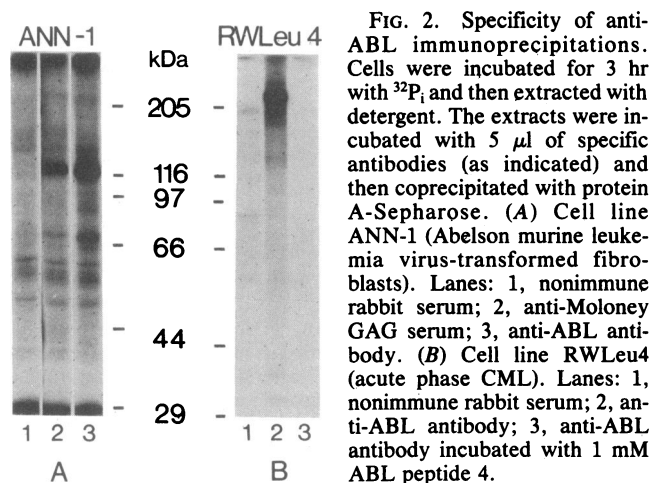 ANN-1
kDa
RWLeu 4
205
116
97
66
44
29
1 2 3
1 2 3
A
B
FIG. 2. Specificity of anti-
ABL immunoprecipitations.
Cells were incubated for 3 hr
with ³²Pᵢ and then extracted with
detergent. The extracts were in-
cubated with 5 μl of specific
antibodies (as indicated) and
then coprecipitated with protein
A-Sepharose. (A) Cell line
ANN-1 (Abelson murine leuke-
mia virus-transformed fibro-
blasts). Lanes: 1, nonimmune
rabbit serum; 2, anti-Moloney
GAG serum; 3, anti-ABL anti-
body. (B) Cell line RWLeu4
(acute phase CML). Lanes: 1,
nonimmune rabbit serum; 2, an-
ti-ABL antibody; 3, anti-ABL
antibody incubated with 1 mM
ABL peptide 4.